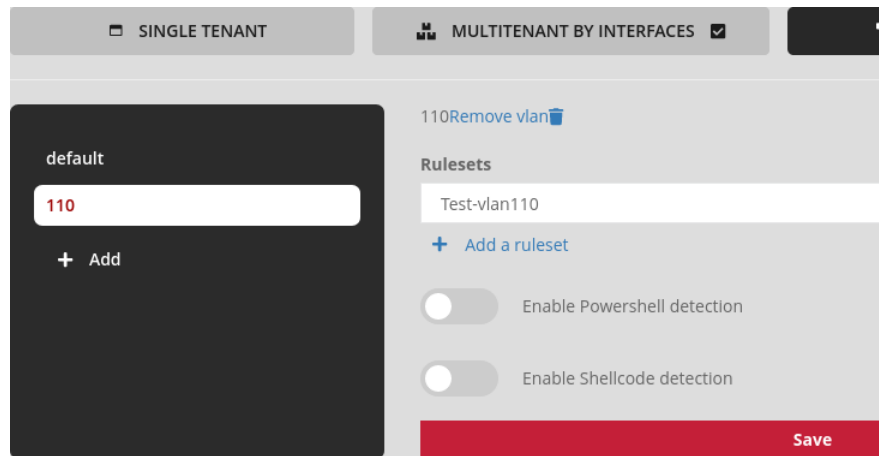 SINGLE TENANT
MULTITENANT BY INTERFACES
default
110
Add
110Remove vlan
Rulesets
Test-vlan110
Add a ruleset
Enable Powershell detection
Enable Shellcode detection
Save